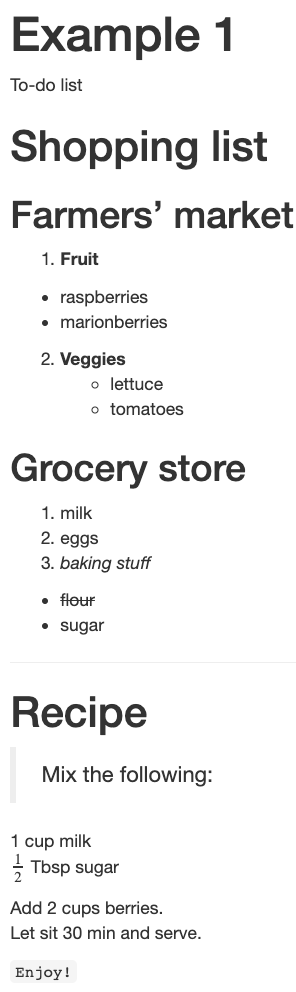 Example 1
To-do list
Shopping list
Farmers’ market
1. Fruit
• raspberries
• marionberries
2. Veggies
○ lettuce
○ tomatoes
Grocery store
1. milk
2. eggs
3. baking stuff
• flour
• sugar
Recipe
Mix the following:
1 cup milk
1/2 Tbsp sugar
Add 2 cups berries.
Let sit 30 min and serve.
Enjoy!